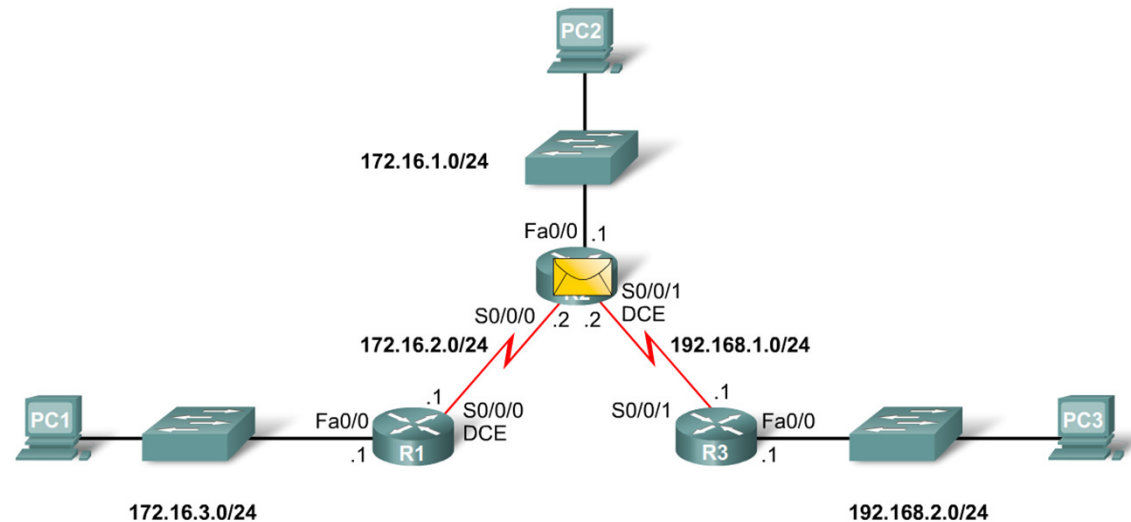 PC2
172.16.1.0/24
Fa0/0
.1
S0/0/0
.2
.2
S0/0/1
DCE
172.16.2.0/24
192.168.1.0/24
PC1
Fa0/0
.1
R1
.1
S0/0/0
DCE
S0/0/1
.1
R3
Fa0/0
.1
PC3
172.16.3.0/24
192.168.2.0/24